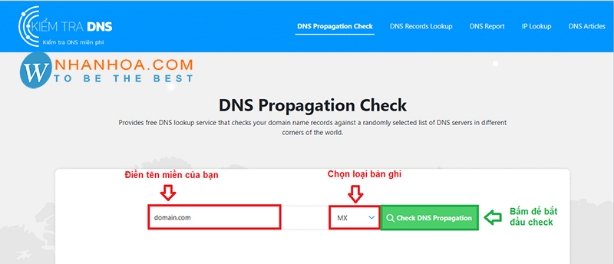 KIỂM TRA DNS
Kiểm tra DNS miễn phí
DNS Propagation Check
DNS Records Lookup
DNS Report
IP Lookup
DNS Articles
W NHANHOA.COM
TO BE THE BEST
DNS Propagation Check
Provides free DNS lookup service that checks your domain name records against a randomly selected list of DNS servers in different
corners of the world.
Điền tên miền của bạn
Chọn loại bản ghi
domain.com
MX
Check DNS Propagation
Bấm để bắt
đầu check